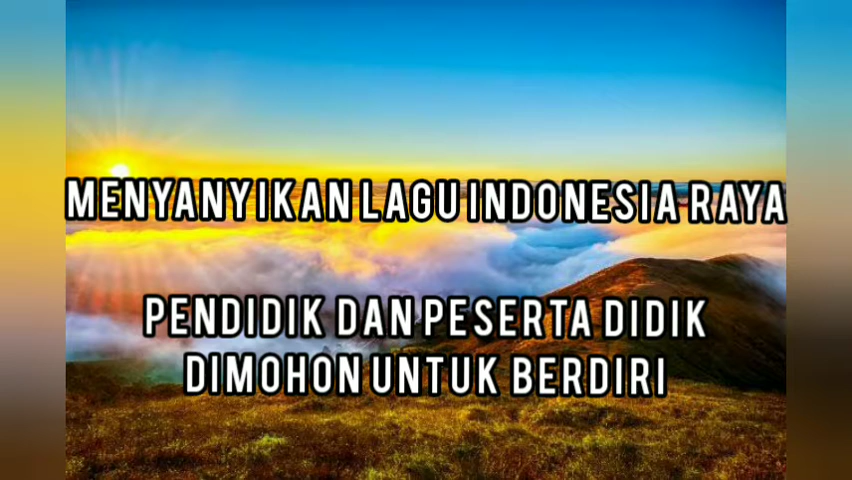 MENYANYIKAN LAGU INDONESIA RAYA
PENDIDIK DAN PESERTA DIDIK
DIMOHON UNTUK BERDIRI